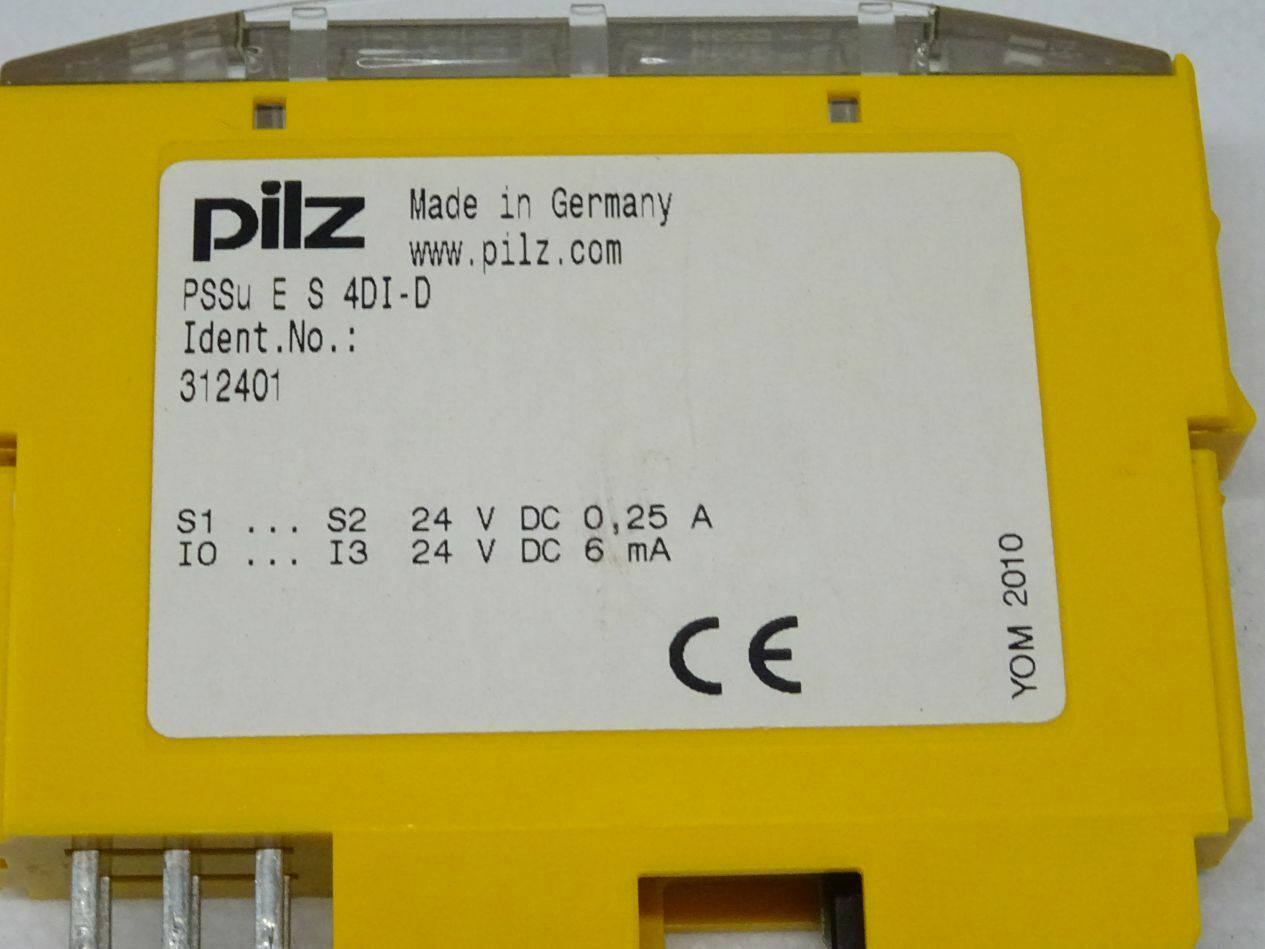 pilz
Made in Germany
www.pilz.com
PSSu E S 4DI-D
Ident.No.:
312401
S1 ... S2 24 V DC 0,25 A
I0 ... I3 24 V DC 6 mA
CE
YOM 2010